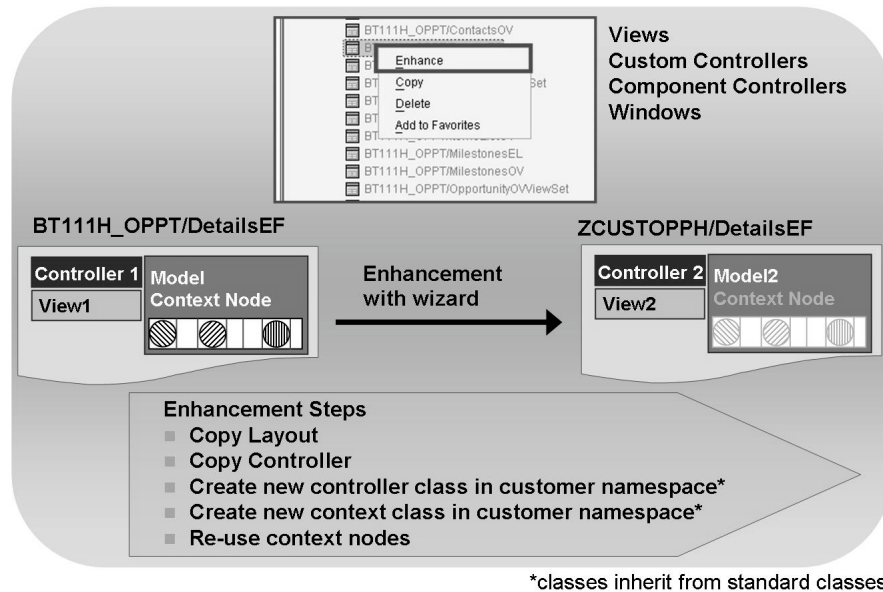 BT111H_OPPT/ContactsOV
Enhance
Copy
Delete
Add to Favorites
BT111H_OPPT/MilestonesEL
BT111H_OPPT/MilestonesOV
BT111H_OPPT/OpportunityOVViewSet
Views
Custom Controllers
Component Controllers
Windows
BT111H_OPPT/DetailsEF
Controller 1
View1
Model
Context Node
Enhancement
with wizard
ZCUSTOPPH/DetailsEF
Controller 2
View2
Model2
Context Node
Enhancement Steps
Copy Layout
Copy Controller
Create new controller class in customer namespace*
Create new context class in customer namespace*
Re-use context nodes
*classes inherit from standard classes